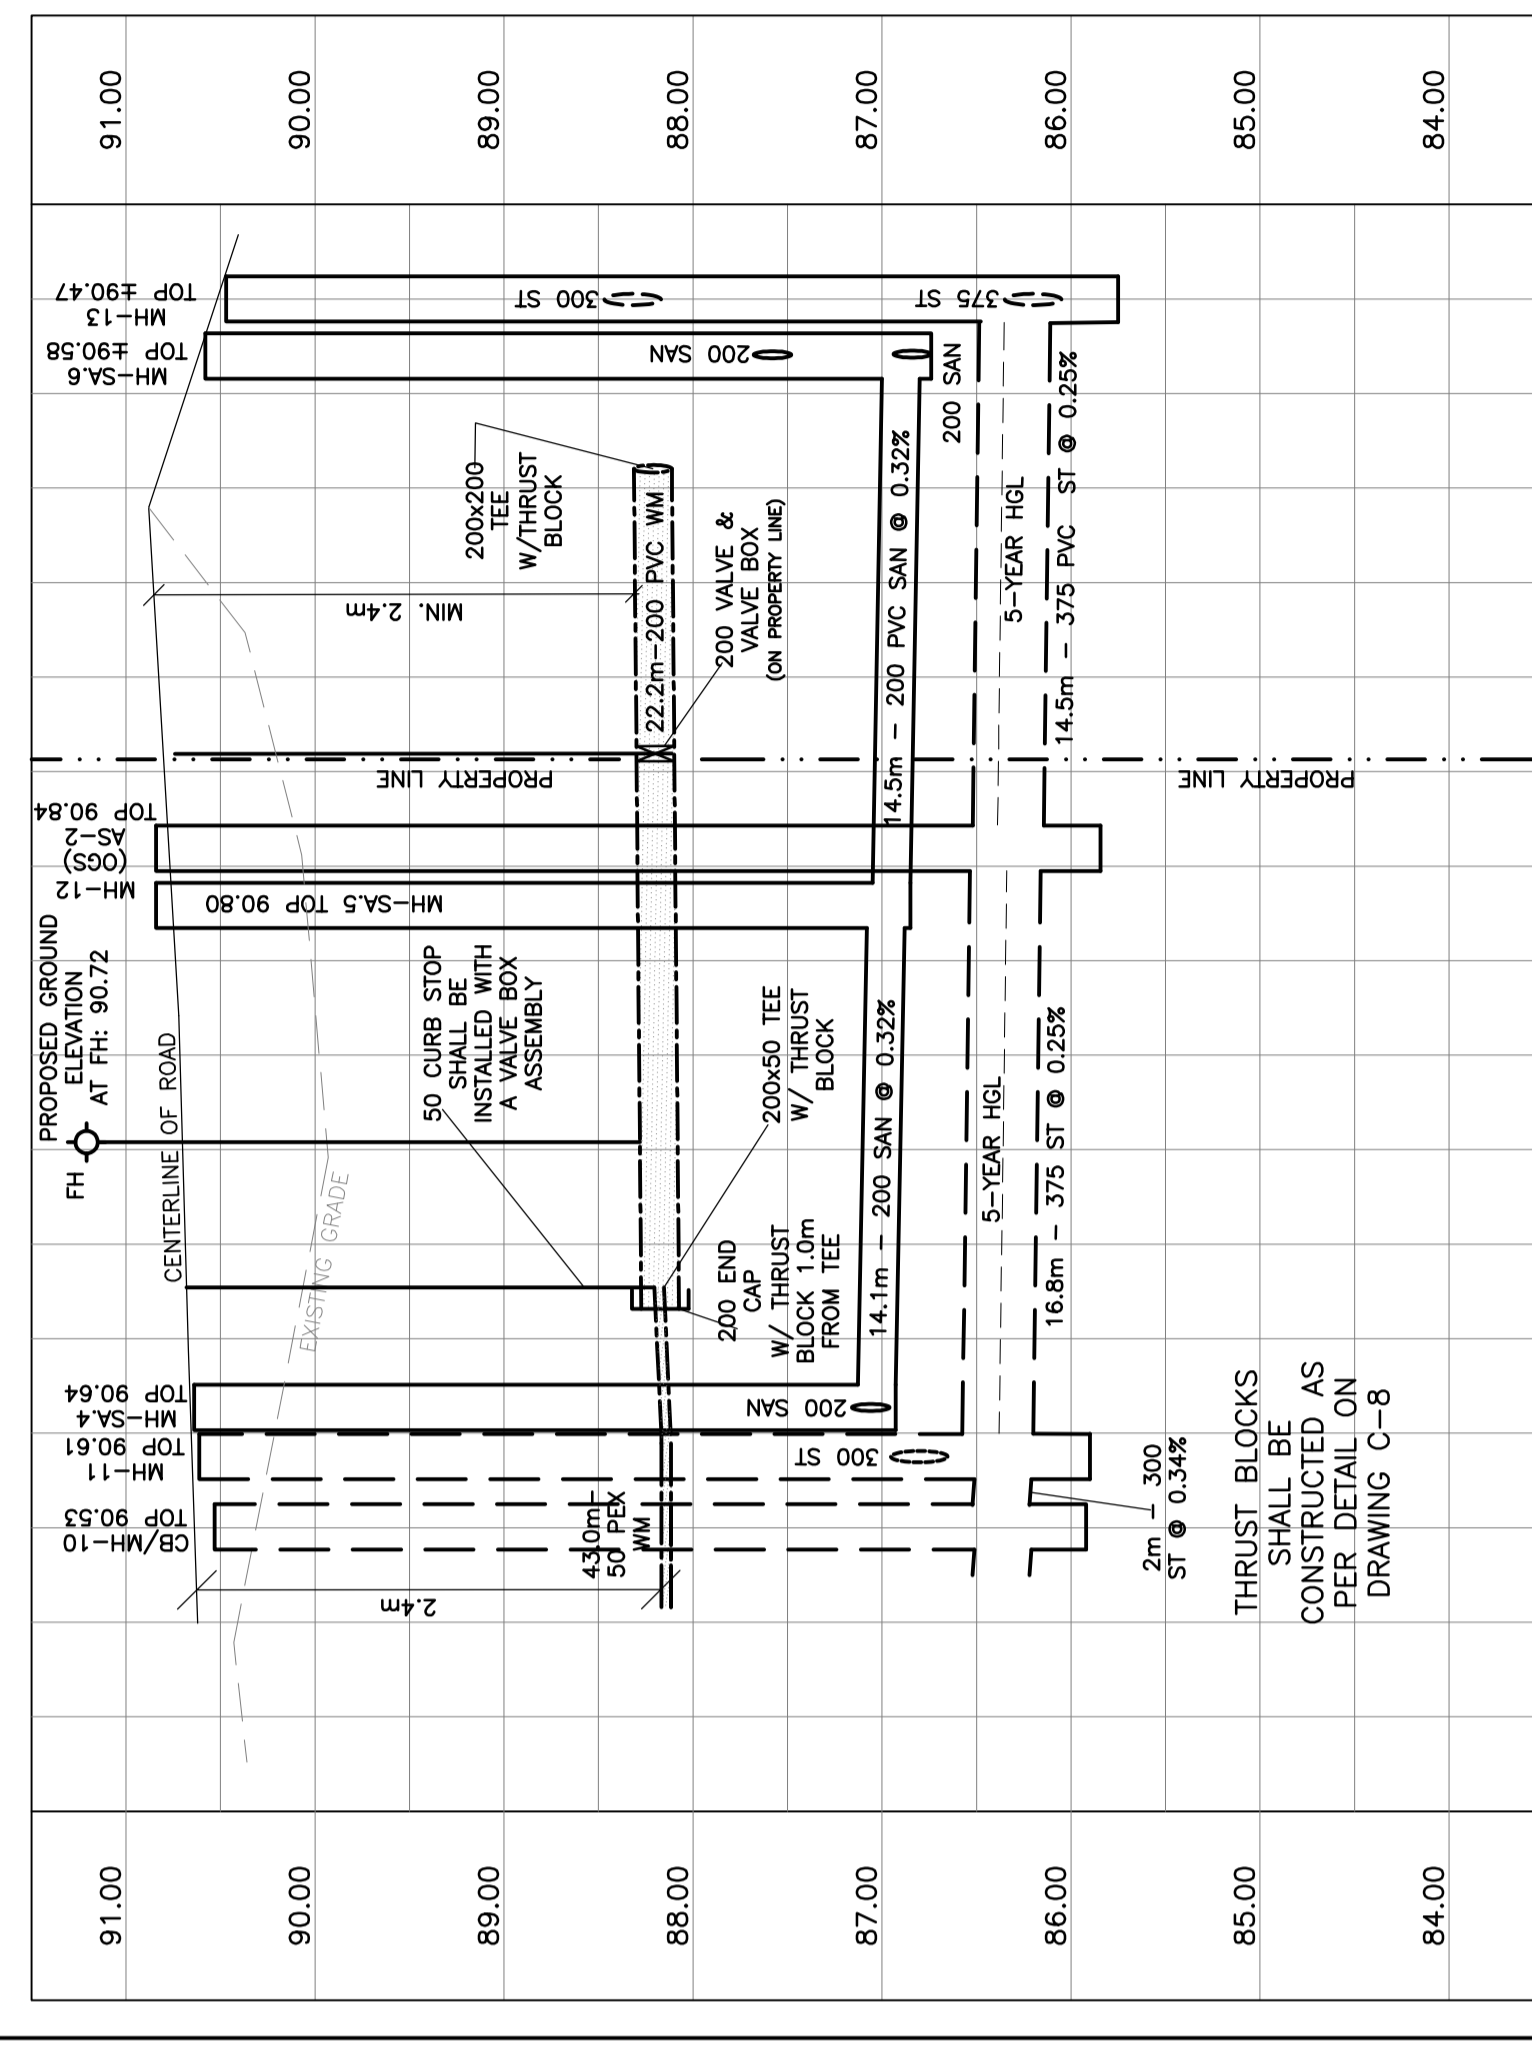 91.00
90.00
89.00
88.00
87.00
86.00
85.00
84.00
CB/MH-10
TOP 90.53
MH-11
TOP 90.61
MH-SA.4
TOP 90.64
FH
PROPOSED GROUND
ELEVATION
AT FH: 90.72
CENTERLINE OF ROAD
EXISTING GRADE
MH-12
(OGS)
AS-2
TOP 90.84
MH-SA.5 TOP 90.80
MH-SA.6
TOP ±90.58
MH-13
TOP ±90.47
2.4m
43.0m-
50 PEX
WM
50 CURB STOP
SHALL BE
INSTALLED WITH
A VALVE BOX
ASSEMBLY
PROPERTY LINE
MIN. 2.4m
200x200
TEE
W/THRUST
BLOCK
300 ST
22.2m-200 PVC WM
200 SAN
200 END
CAP
W/ THRUST
BLOCK 1.0m
FROM TEE
200x50 TEE
W/ THRUST
BLOCK
200 VALVE &
VALVE BOX
(ON PROPERTY LINE)
300 ST
200 SAN
14.1m - 200 SAN @ 0.32%
14.5m - 200 PVC SAN @ 0.32%
200 SAN
375 ST
5-YEAR HGL
5-YEAR HGL
16.8m - 375 ST @ 0.25%
14.5m - 375 PVC ST @ 0.25%
2m - 300
ST @ 0.34%
PROPERTY LINE
THRUST BLOCKS
SHALL BE
CONSTRUCTED AS
PER DETAIL ON
DRAWING C-8
91.00
90.00
89.00
88.00
87.00
86.00
85.00
84.00